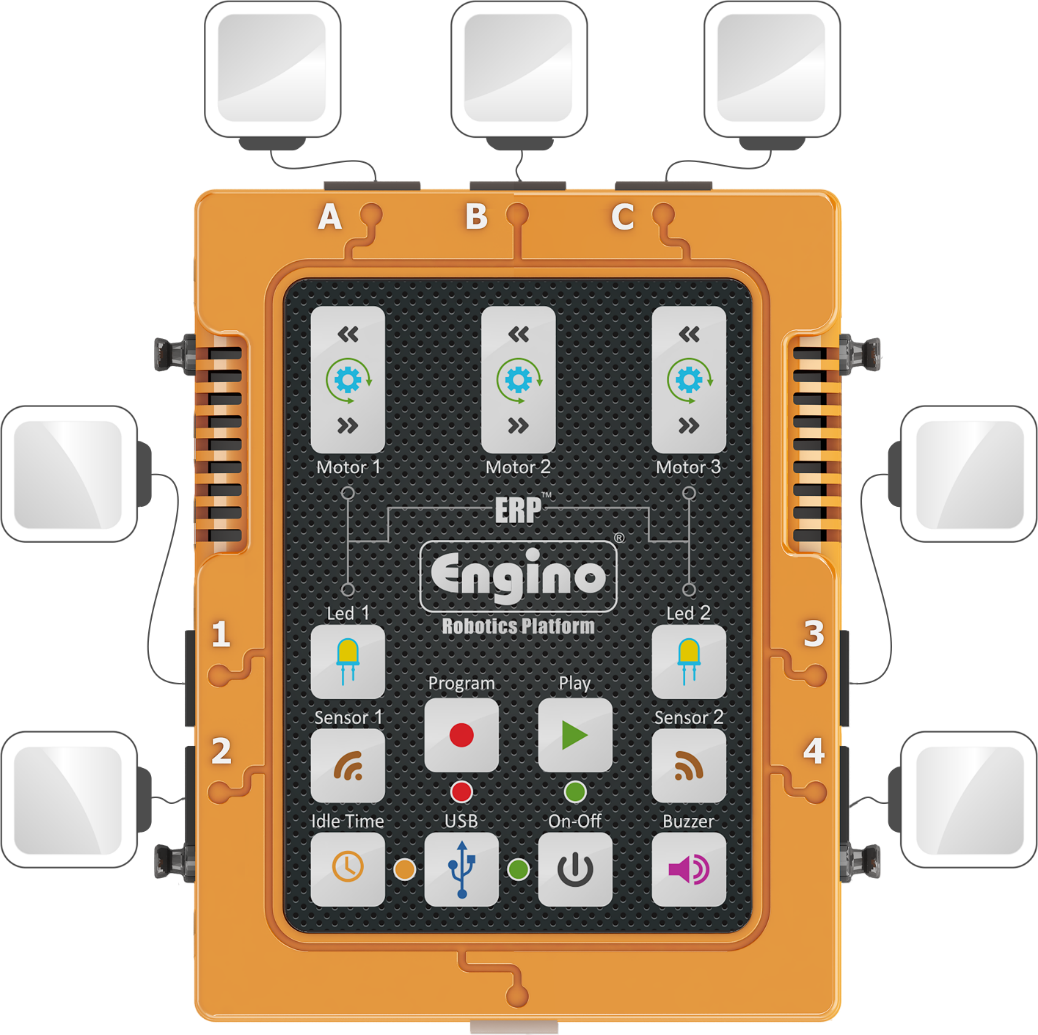 A B C
Motor 1 Motor 2 Motor 3
ERP™
Engino®
Robotics Platform
Led 1 Led 2
1 3
Program Play
Sensor 1 Sensor 2
2 4
Idle Time USB On-Off Buzzer